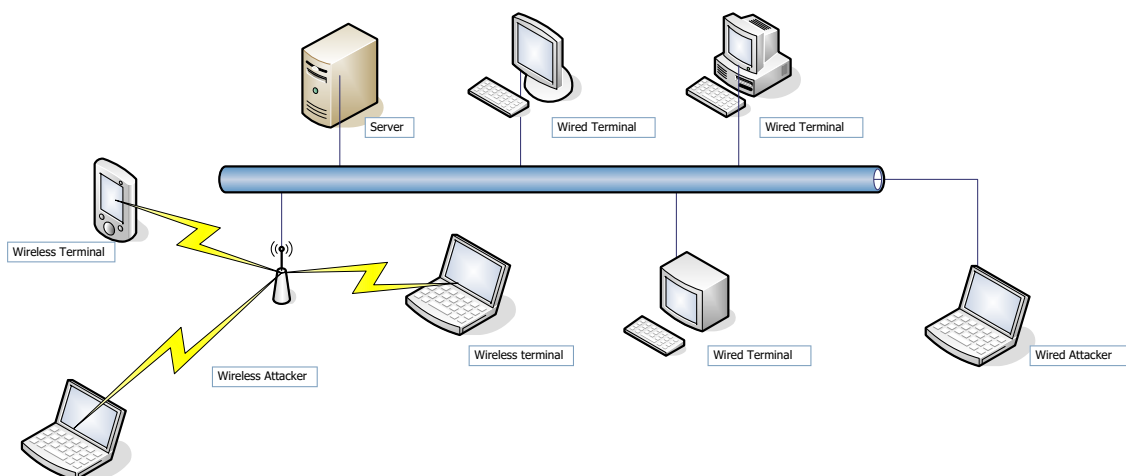 Server
Wired Terminal
Wired Terminal
Wireless Terminal
Wireless terminal
Wired Terminal
Wired Attacker
Wireless Attacker